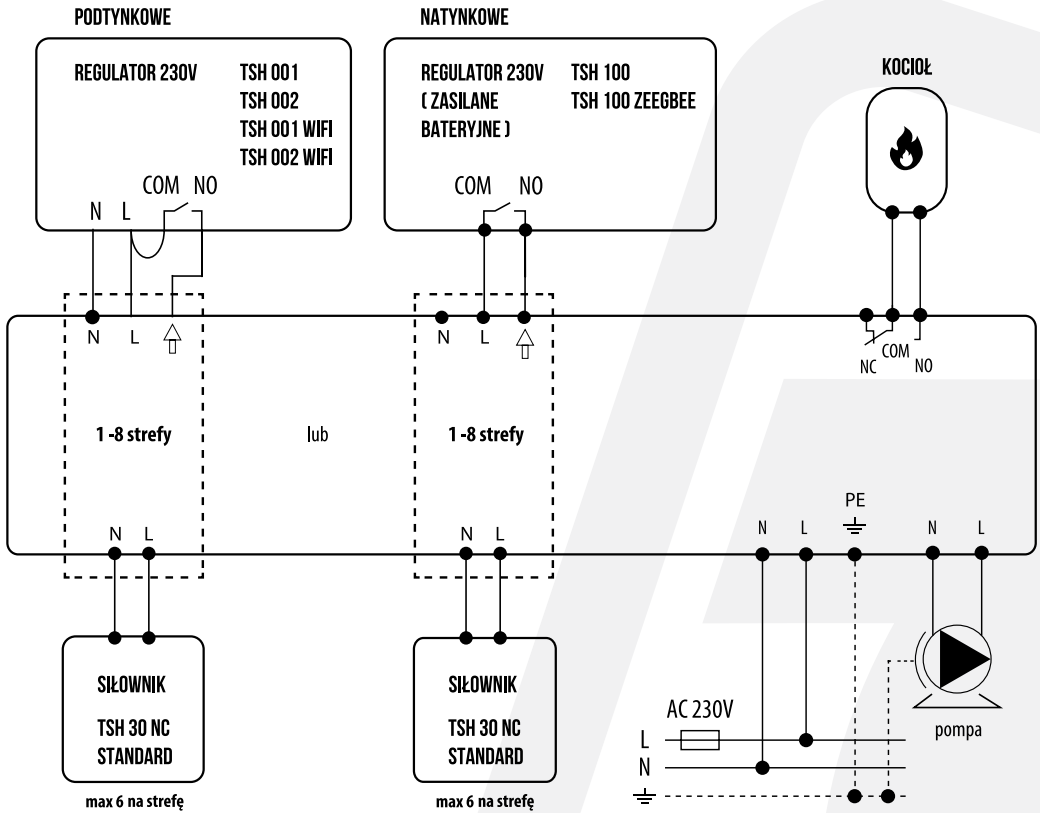 PODTYNKOWE
REGULATOR 230V
TSH 001
TSH 002
TSH 001 WIFI
TSH 002 WIFI
COM NO
N L
NATYNKOWE
REGULATOR 230V
( ZASILANE
BATERYJNE )
TSH 100
TSH 100 ZEEGBEE
COM NO
KOCIOŁ
N L
N L
NC COM NO
1 -8 strefy
lub
1 -8 strefy
N L
N L
N L PE N L
SIŁOWNIK
TSH 30 NC
STANDARD
max 6 na strefę
SIŁOWNIK
TSH 30 NC
STANDARD
max 6 na strefę
AC 230V
L
N
pompa